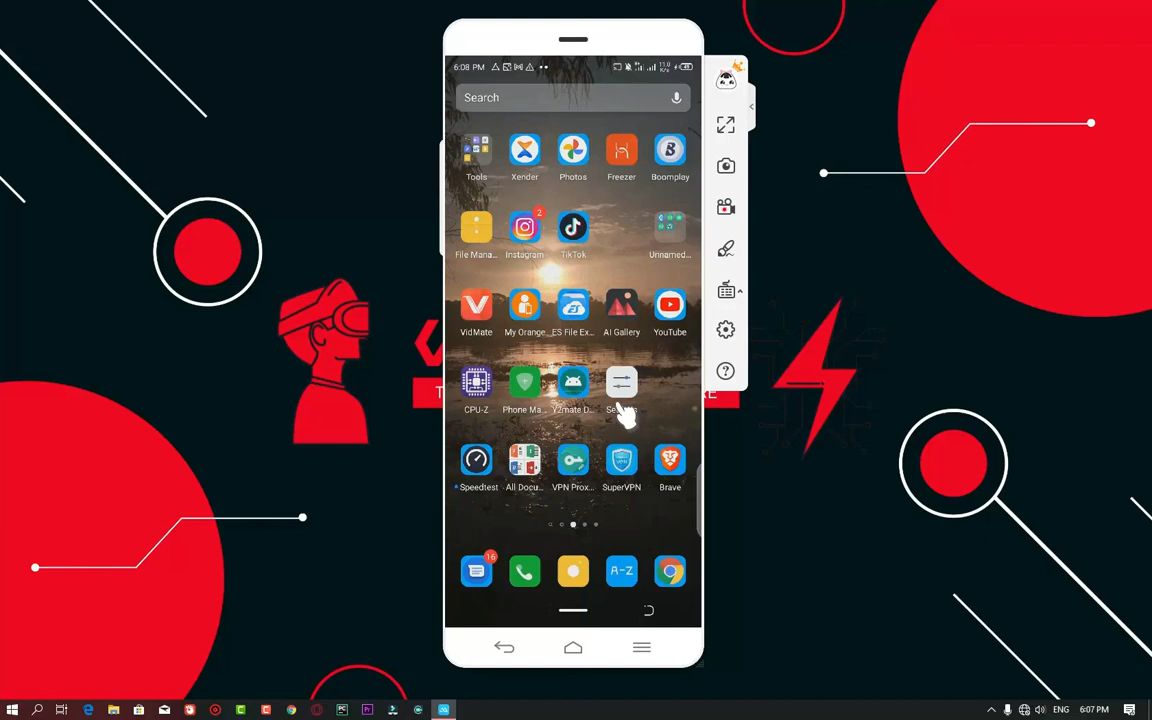 6:08 PM
11.0
K/s
Search
Tools Xender Photos Freezer Boomplay
2
File Mana... Instagram TikTok Unnamed...
VidMate My Orange... ES File Ex... AI Gallery YouTube
CPU-Z Phone Ma... Y2mate D...
Speedtest All Docu... VPN Prox... SuperVPN Brave
16
A-Z
ENG 6:07 PM